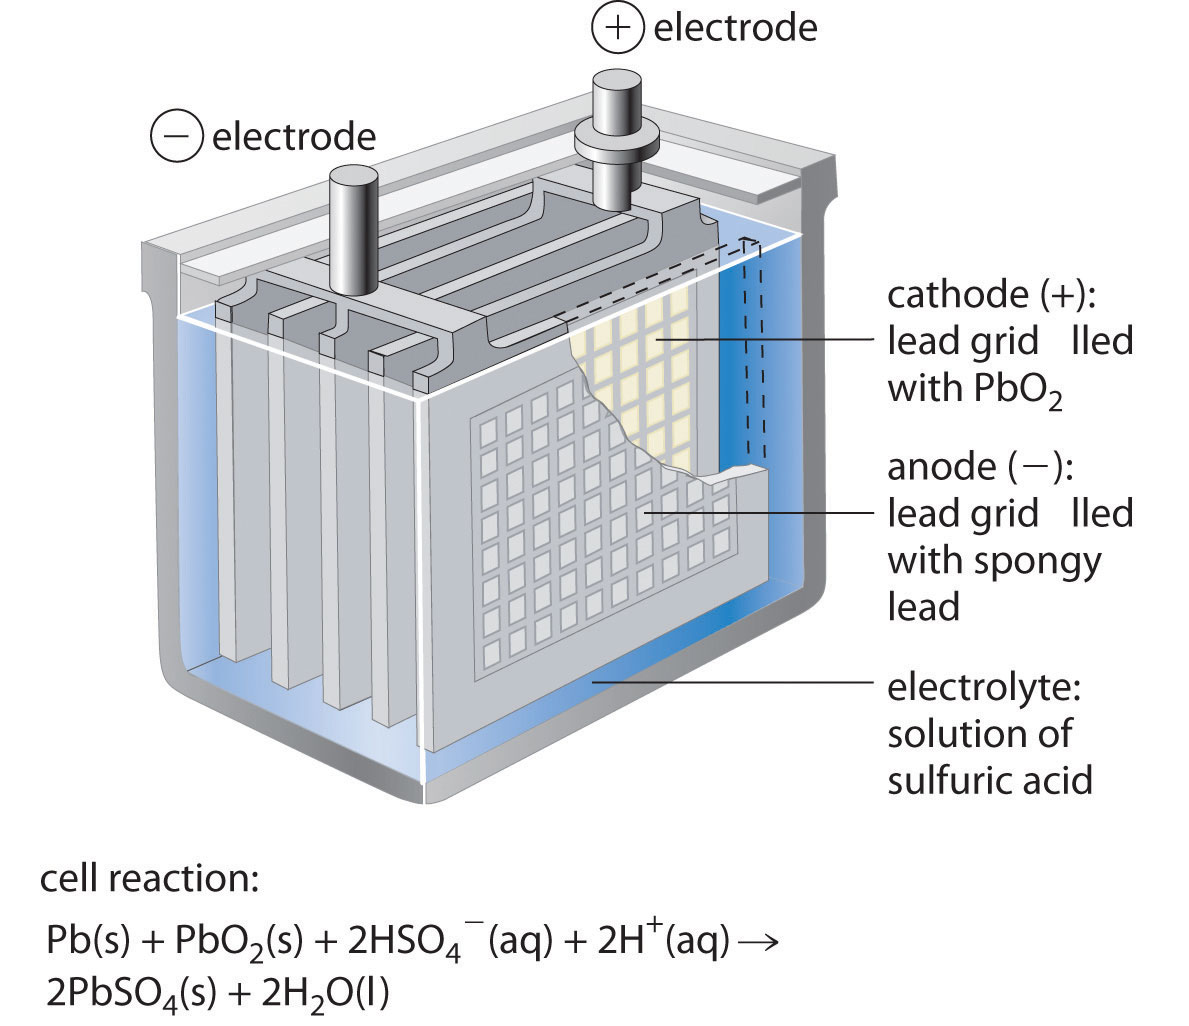 ⊕ electrode
⊖ electrode
cathode (+):
lead grid lled
with PbO₂
anode (−):
lead grid lled
with spongy
lead
electrolyte:
solution of
sulfuric acid
cell reaction:
Pb(s) + PbO₂(s) + 2HSO₄⁻(aq) + 2H⁺(aq) →
2PbSO₄(s) + 2H₂O(l)